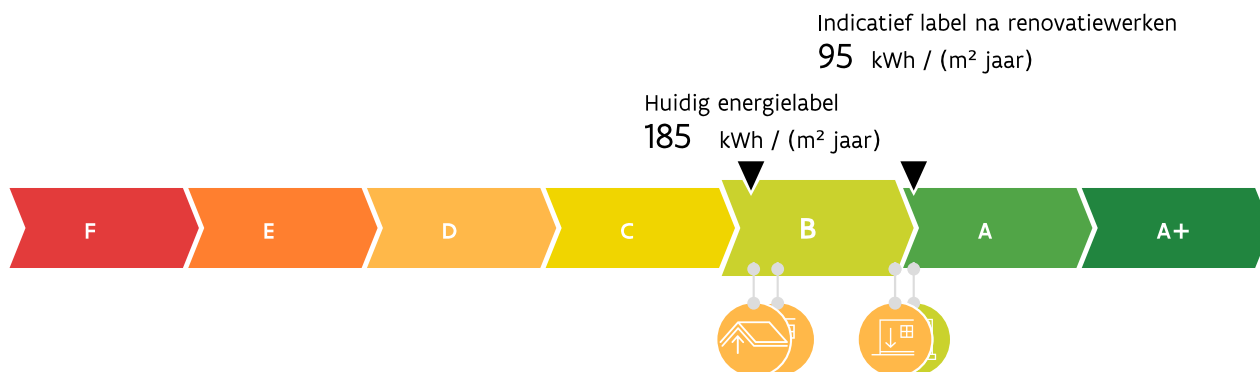 Indicatief label na renovatiewerken
95 kWh / (m² jaar)
Huidig energielabel
185 kWh / (m² jaar)
F E D C B A A+